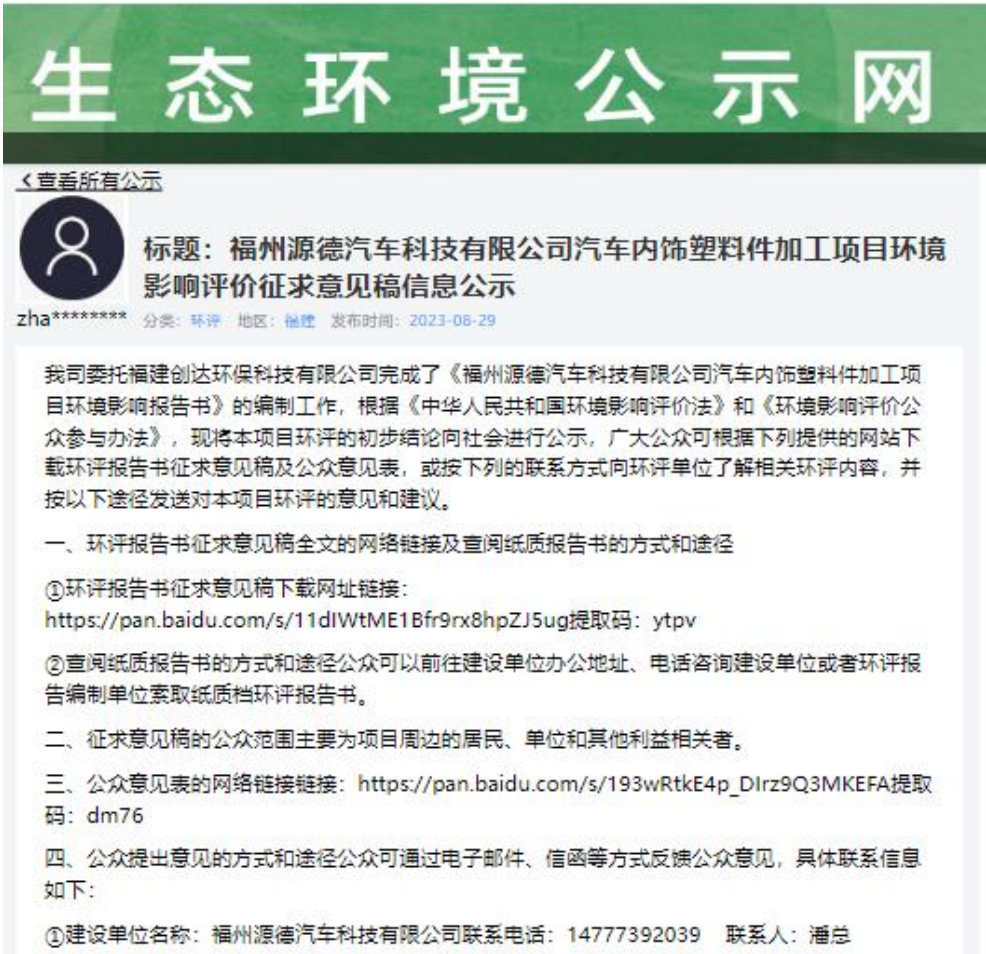 生态环境公示网
查看所有公示
标题：福州源德汽车科技有限公司汽车内饰塑料件加工项目环境
影响评价征求意见稿信息公示
zha******** 分类：环评 地区：福建 发布时间：2023-08-29
我司委托福建创达环保科技有限公司完成了《福州源德汽车科技有限公司汽车内饰塑料件加工项
目环境影响报告书》的编制工作，根据《中华人民共和国环境影响评价法》和《环境影响评价公
众参与办法》，现将本项目环评的初步结论向社会进行公示，广大公众可根据下列提供的网站下
载环评报告书征求意见稿及公众意见表，或按下列的联系方式向环评单位了解相关环评内容，并
按以下途径发送对本项目环评的意见和建议。
一、环评报告书征求意见稿全文的网络链接及查阅纸质报告书的方式和途径
①环评报告书征求意见稿下载网址链接：
https://pan.baidu.com/s/11dIWtME1Bfr9rx8hpZJ5ug提取码：ytpv
②查阅纸质报告书的方式和途径公众可以前往建设单位办公地址、电话咨询建设单位或者环评报
告编制单位索取纸质档环评报告书。
二、征求意见稿的公众范围主要为项目周边的居民、单位和其他利益相关者。
三、公众意见表的网络链接链接：https://pan.baidu.com/s/193wRtkE4p_DIrz9Q3MKEFA提取
码：dm76
四、公众提出意见的方式和途径公众可通过电子邮件、信函等方式反馈公众意见，具体联系信息
如下：
①建设单位名称：福州源德汽车科技有限公司联系电话：14777392039 联系人：潘总